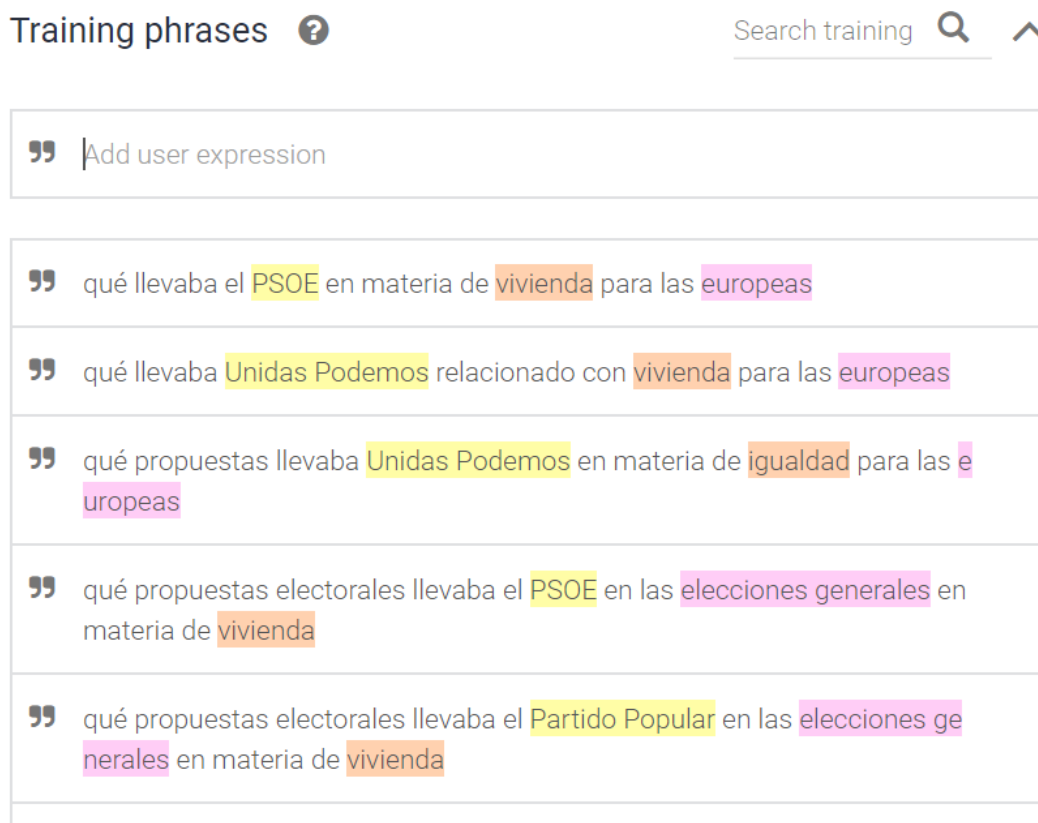 Training phrases ?
Search training
Add user expression
qué llevaba el PSOE en materia de vivienda para las europeas
qué llevaba Unidas Podemos relacionado con vivienda para las europeas
qué propuestas llevaba Unidas Podemos en materia de igualdad para las e
uropeas
qué propuestas electorales llevaba el PSOE en las elecciones generales en
materia de vivienda
qué propuestas electorales llevaba el Partido Popular en las elecciones ge
nerales en materia de vivienda